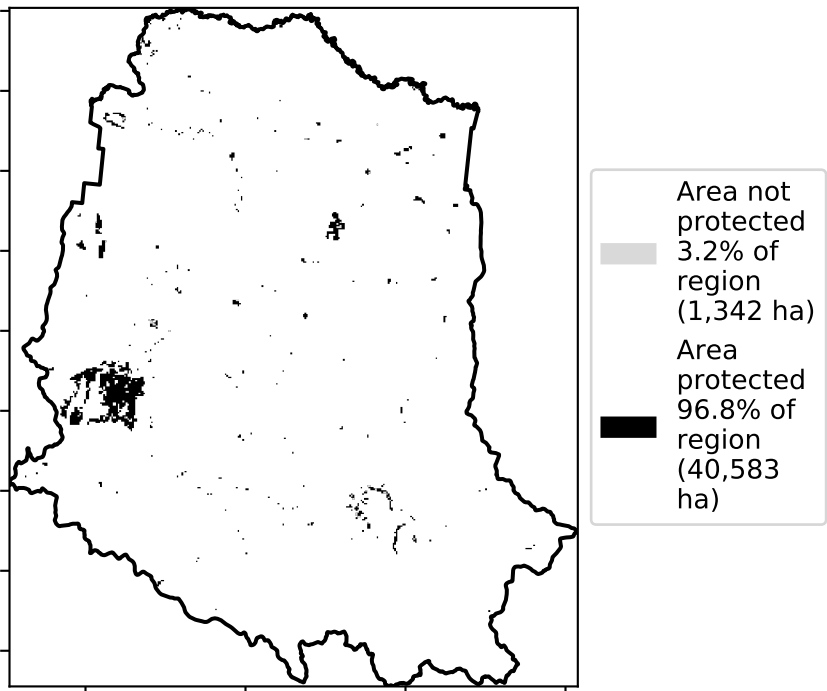 Area not
protected
3.2% of
region
(1,342 ha)
Area
protected
96.8% of
region
(40,583
ha)